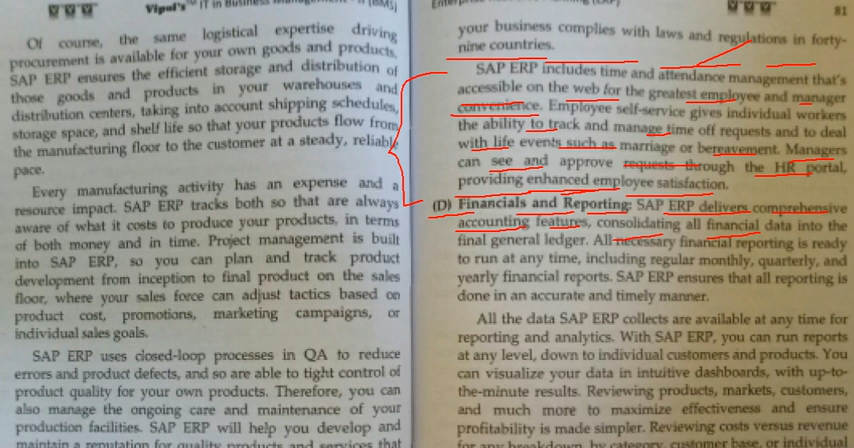 Vipul's™ IT in Business Management - II (BMS)
Of course, the same logistical expertise driving
procurement is available for your own goods and products.
SAP ERP ensures the efficient storage and distribution of
those goods and products in your warehouses and
distribution centers, taking into account shipping schedules,
storage space, and shelf life so that your products flow from
the manufacturing floor to the customer at a steady, reliable
pace.
Every manufacturing activity has an expense and a
resource impact. SAP ERP tracks both so that are always
aware of what it costs to produce your products, in terms
of both money and in time. Project management is built
into SAP ERP, so you can plan and track product
development from inception to final product on the sales
floor, where your sales force can adjust tactics based on
product cost, promotions, marketing campaigns, or
individual sales goals.
SAP ERP uses closed-loop processes in QA to reduce
errors and product defects, and so are able to tight control of
product quality for your own products. Therefore, you can
also manage the ongoing care and maintenance of your
production facilities. SAP ERP will help you develop and
maintain a reputation for quality products and services that
81
your business complies with laws and regulations in forty-
nine countries.
SAP ERP includes time and attendance management that's
accessible on the web for the greatest employee and manager
convenience. Employee self-service gives individual workers
the ability to track and manage time off requests and to deal
with life events such as marriage or bereavement. Managers
can see and approve requests through the HR portal,
providing enhanced employee satisfaction.
(D) Financials and Reporting: SAP ERP delivers comprehensive
accounting features, consolidating all financial data into the
final general ledger. All necessary financial reporting is ready
to run at any time, including regular monthly, quarterly, and
yearly financial reports. SAP ERP ensures that all reporting is
done in an accurate and timely manner.
All the data SAP ERP collects are available at any time for
reporting and analytics. With SAP ERP, you can run reports
at any level, down to individual customers and products. You
can visualize your data in intuitive dashboards, with up-to-
the-minute results. Reviewing products, markets, customers,
and much more to maximize effectiveness and ensure
profitability is made simpler. Reviewing costs versus revenue
for any breakdown, by category, customer base, or individual